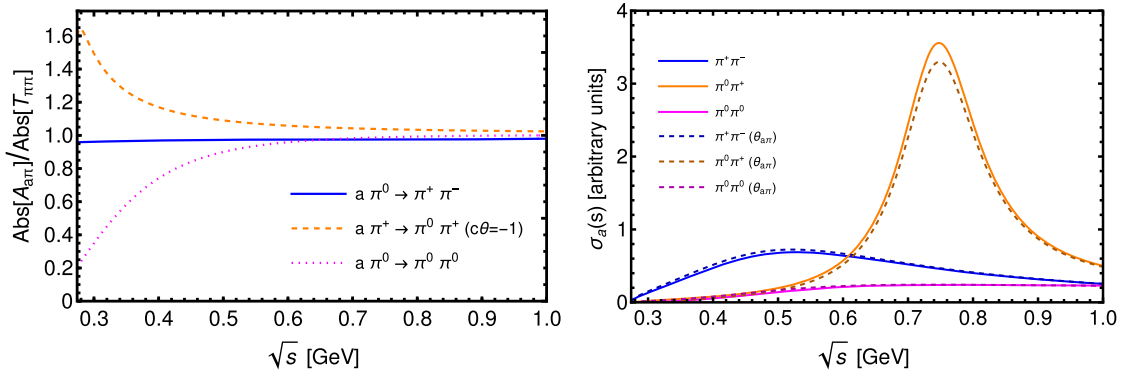 Abs[A_aπ]/Abs[T_ππ]
1.6
1.4
1.2
1.0
0.8
0.6
0.4
0.2
0
a π⁰ → π⁺ π⁻
a π⁺ → π⁰ π⁺ (cθ=−1)
a π⁰ → π⁰ π⁰
0.3 0.4 0.5 0.6 0.7 0.8 0.9 1.0
√s [GeV]
σ_a(s) [arbitrary units]
4
3
2
1
0
π⁺π⁻
π⁰π⁺
π⁰π⁰
π⁺π⁻ (θ_aπ)
π⁰π⁺ (θ_aπ)
π⁰π⁰ (θ_aπ)
0.3 0.4 0.5 0.6 0.7 0.8 0.9 1.0
√s [GeV]